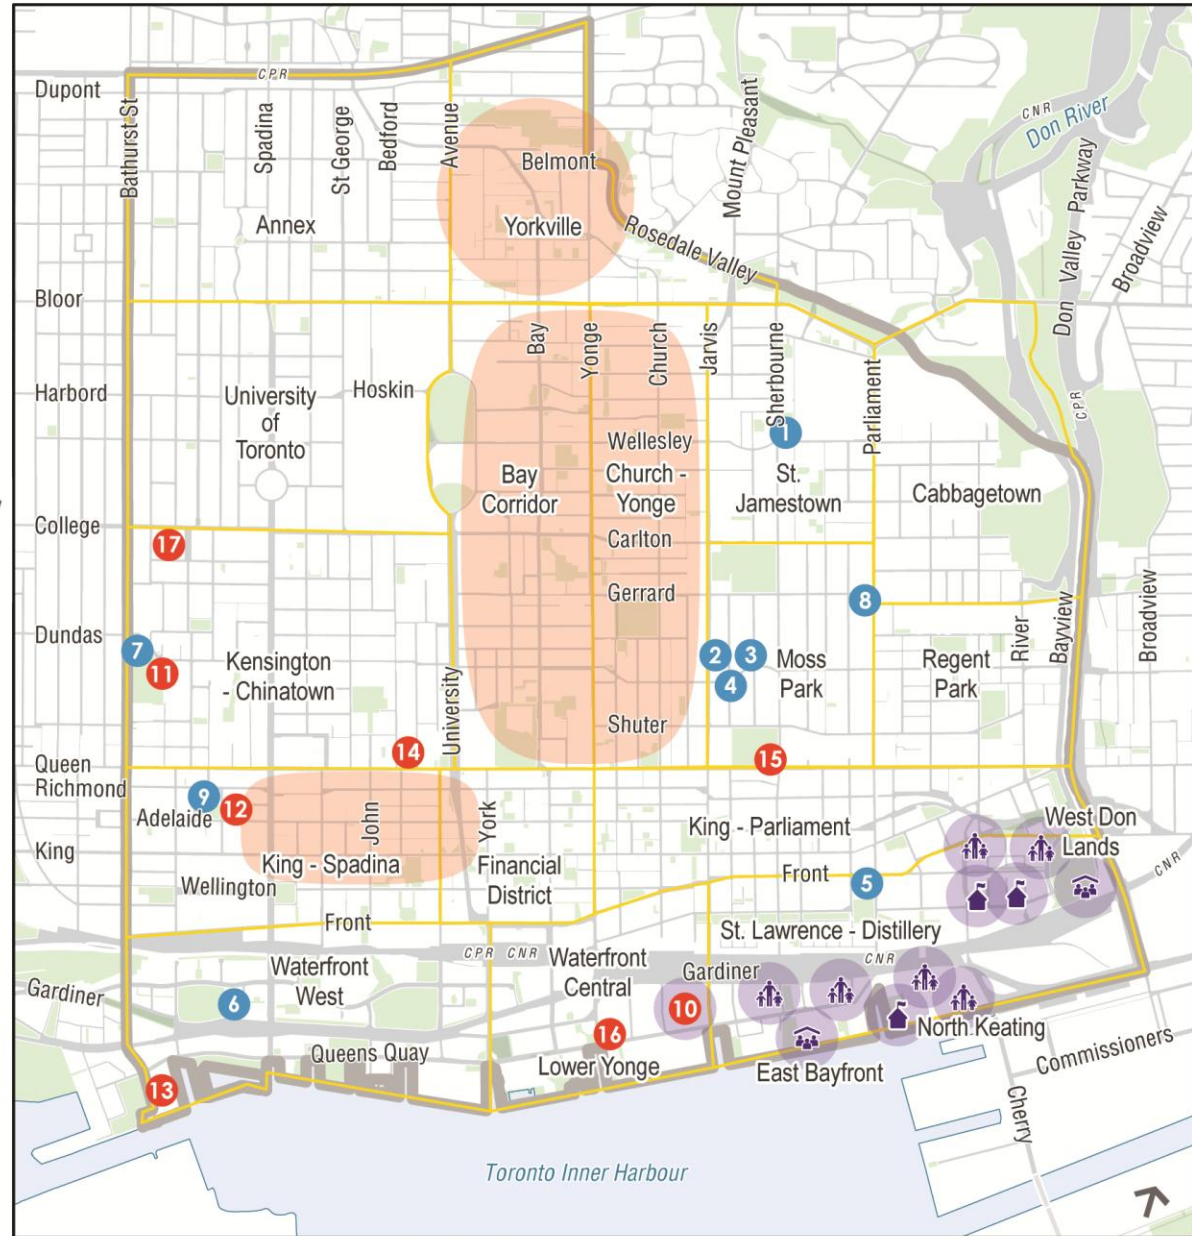 CPR
CNR
Don River
Dupont
Bathurst St
Spadina
St George
Bedford
Avenue
Belmont
Mount Pleasant
Don Valley Parkway
Broadview
Annex
Yorkville
Rosedale Valley
Bloor
Bay
Yonge
Church
Jarvis
Sherbourne
Parliament
Harbord
Hoskin
University
of
Toronto
CPR
1
Wellesley
Bay
Corridor
Church -
Yonge
St.
Jamestown
Cabbagetown
College
17
Carlton
Gerrard
8
River
Bayview
Broadview
Dundas
7
11
Kensington
- Chinatown
2
3
4
Moss
Park
Regent
Park
University
Shuter
14
15
Queen
Richmond
9
12
Adelaide
John
York
King - Parliament
West Don
Lands
King
King - Spadina
Wellington
Financial
District
Front
5
CNR
Front
St. Lawrence - Distillery
CPR
CNR
CNR
Gardiner
6
Waterfront
West
Waterfront
Central
Gardiner
10
16
North Keating
Queens Quay
Lower Yonge
East Bayfront
Commissioners
13
Cherry
Toronto Inner Harbour